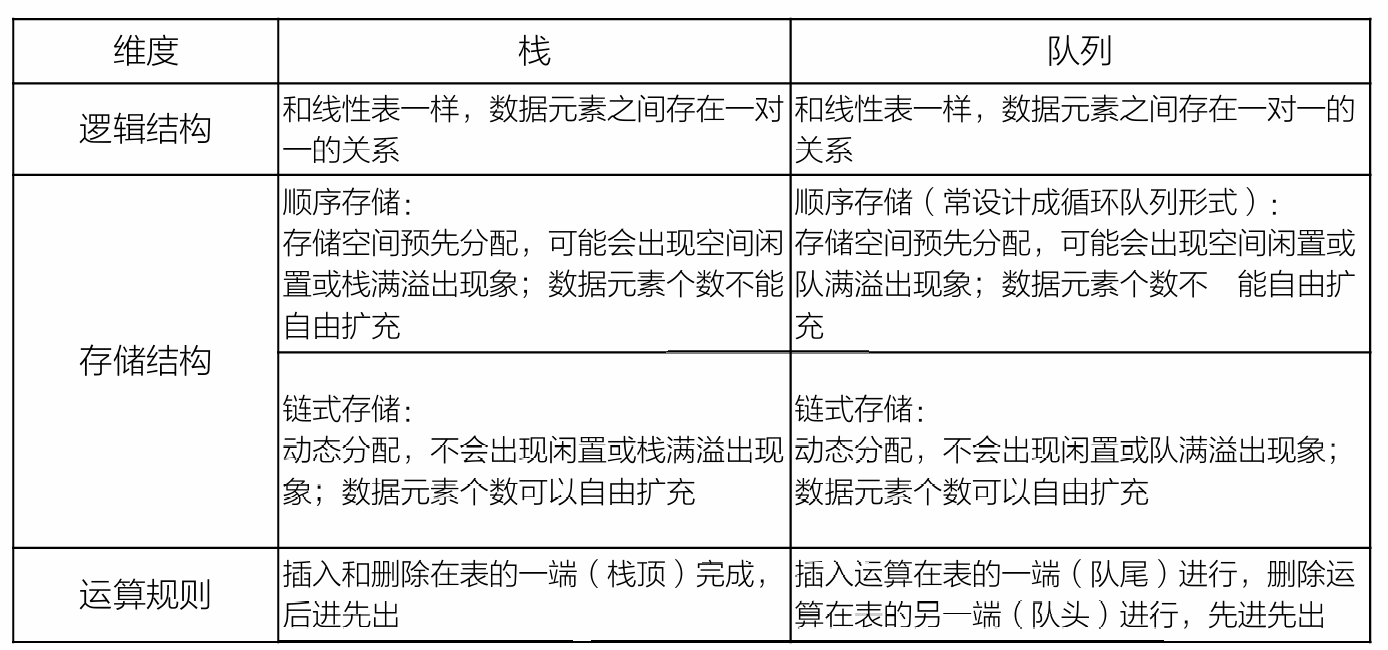 维度
栈
队列
逻辑结构
和线性表一样，数据元素之间存在一对
一的关系
和线性表一样，数据元素之间存在一对一的
关系
存储结构
顺序存储：
存储空间预先分配，可能会出现空间闲
置或栈满溢出现象；数据元素个数不能
自由扩充
顺序存储（常设计成循环队列形式）：
存储空间预先分配，可能会出现空间闲置或
队满溢出现象；数据元素个数不 能自由扩
充
链式存储：
动态分配，不会出现闲置或栈满溢出现
象；数据元素个数可以自由扩充
链式存储：
动态分配，不会出现闲置或队满溢出现象；
数据元素个数可以自由扩充
运算规则
插入和删除在表的一端（栈顶）完成，
后进先出
插入运算在表的一端（队尾）进行，删除运
算在表的另一端（队头）进行，先进先出